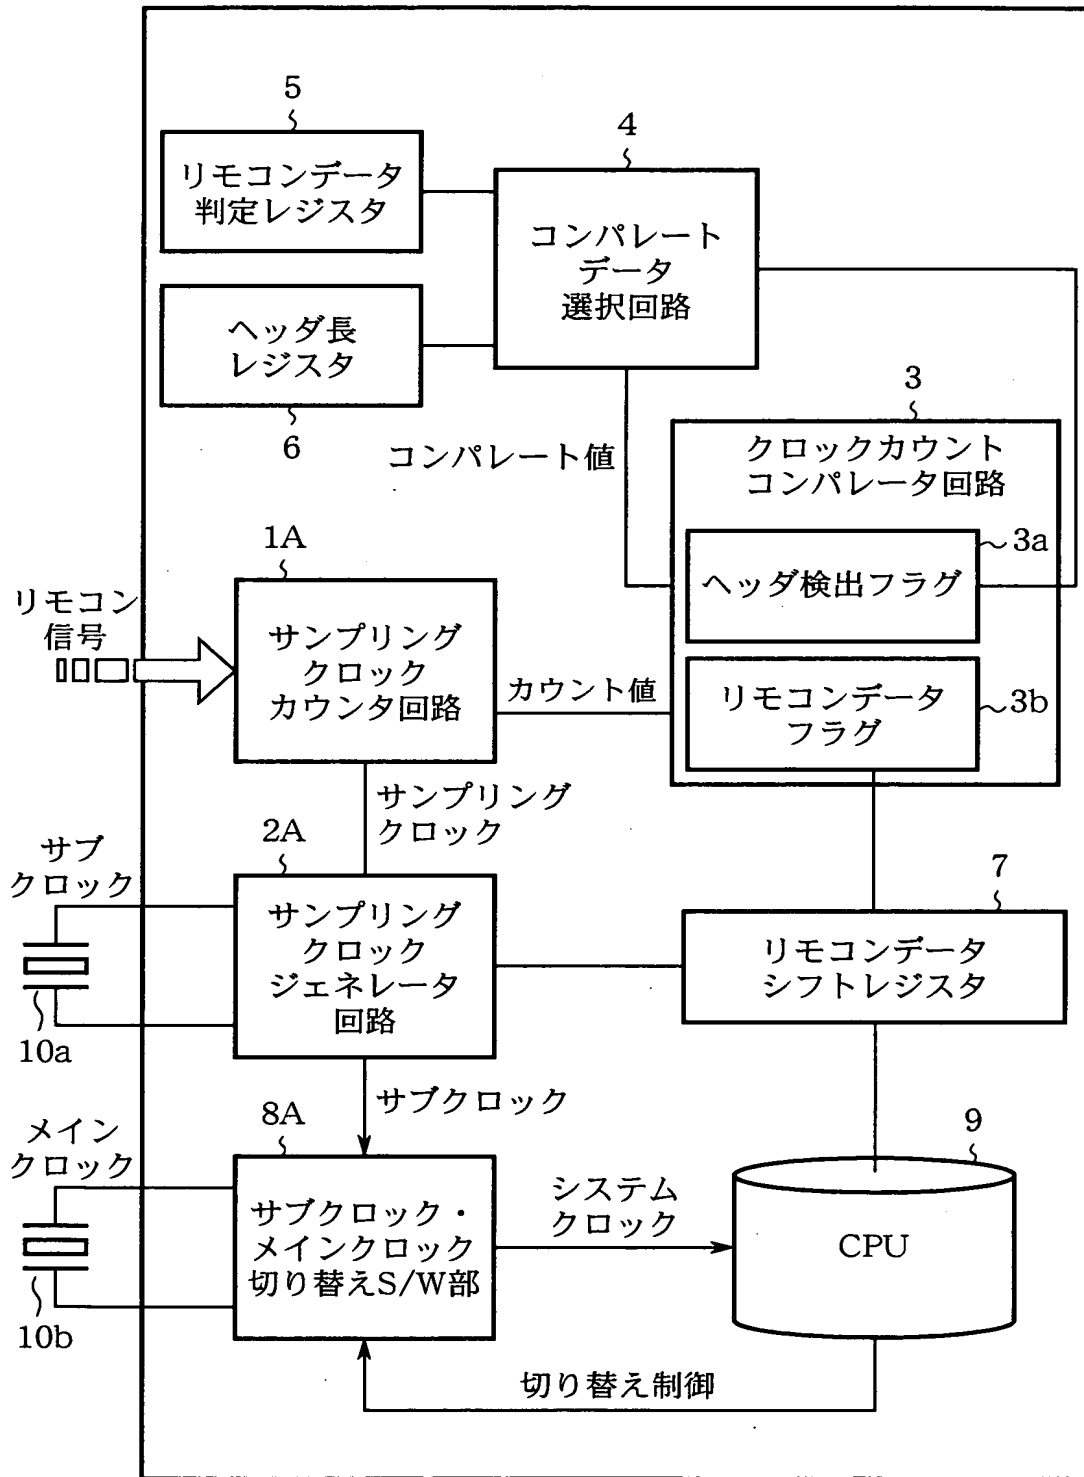 5
リモコンデータ
判定レジスタ
4
コンパレート
データ
選択回路
ヘッダ長
レジスタ
6
コンパレート値
3
クロックカウント
コンパレータ回路
3a
ヘッダ検出フラグ
1A
リモコン
信号
サンプリング
クロック
カウンタ回路
カウント値
リモコンデータ
フラグ
3b
サンプリング
クロック
2A
サブ
クロック
10a
サンプリング
クロック
ジェネレータ
回路
7
リモコンデータ
シフトレジスタ
サブクロック
8A
メイン
クロック
10b
サブクロック・
メインクロック
切り替えS/W部
システム
クロック
9
CPU
切り替え制御